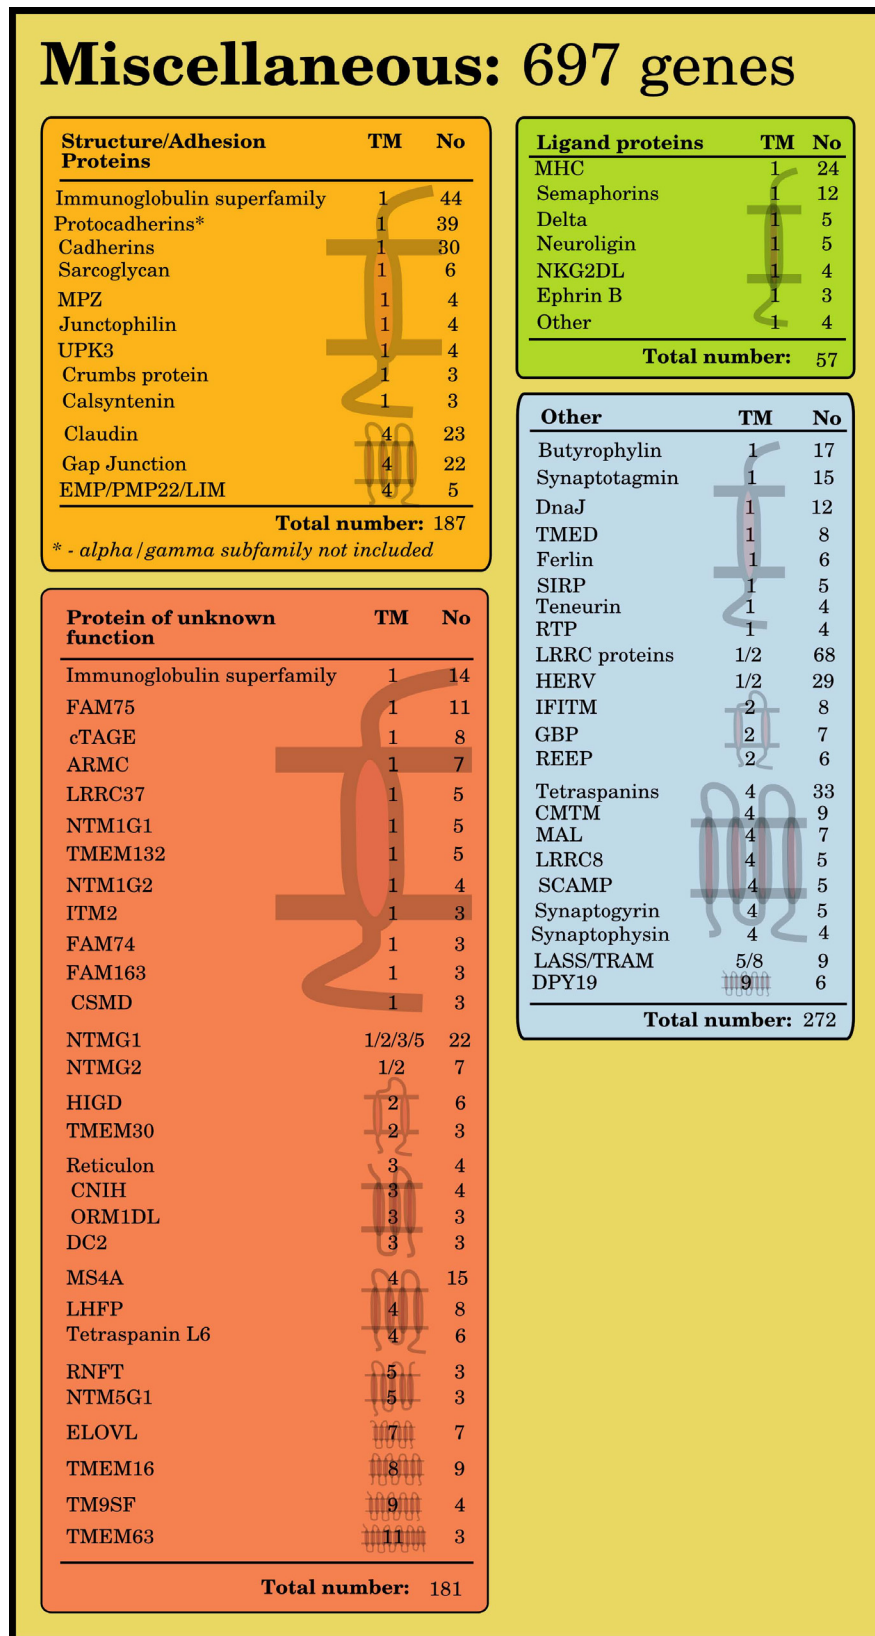 Miscellaneous: 697 genes
Structure/Adhesion Proteins TM No
Immunoglobulin superfamily 1 44
Protocadherins* 1 39
Cadherins 1 30
Sarcoglycan 1 6
MPZ 1 4
Junctophilin 1 4
UPK3 1 4
Crumbs protein 1 3
Calsyntenin 1 3
Claudin 4 23
Gap Junction 4 22
EMP/PMP22/LIM 4 5
Total number: 187
* - alpha/gamma subfamily not included
Protein of unknown function TM No
Immunoglobulin superfamily 1 14
FAM75 1 11
cTAGE 1 8
ARMC 1 7
LRRC37 1 5
NTM1G1 1 5
TMEM132 1 5
NTM1G2 1 4
ITM2 1 3
FAM74 1 3
FAM163 1 3
CSMD 1 3
NTMG1 1/2/3/5 22
NTMG2 1/2 7
HIGD 2 6
TMEM30 2 3
Reticulon 3 4
CNIH 3 4
ORM1DL 3 3
DC2 3 3
MS4A 4 15
LHFP 4 8
Tetraspanin L6 4 6
RNFT 5 3
NTM5G1 5 3
ELOVL 7 7
TMEM16 8 9
TM9SF 9 4
TMEM63 11 3
Total number: 181
Ligand proteins TM No
MHC 1 24
Semaphorins 1 12
Delta 1 5
Neuroligin 1 5
NKG2DL 1 4
Ephrin B 1 3
Other 1 4
Total number: 57
Other TM No
Butyrophylin 1 17
Synaptotagmin 1 15
DnaJ 1 12
TMED 1 8
Ferlin 1 6
SIRP 1 5
Teneurin 1 4
RTP 1 4
LRRC proteins 1/2 68
HERV 1/2 29
IFITM 2 8
GBP 2 7
REEP 2 6
Tetraspanins 4 33
CMTM 4 9
MAL 4 7
LRRC8 4 5
SCAMP 4 5
Synaptogyrin 4 5
Synaptophysin 4 4
LASS/TRAM 5/8 9
DPY19 9 6
Total number: 272